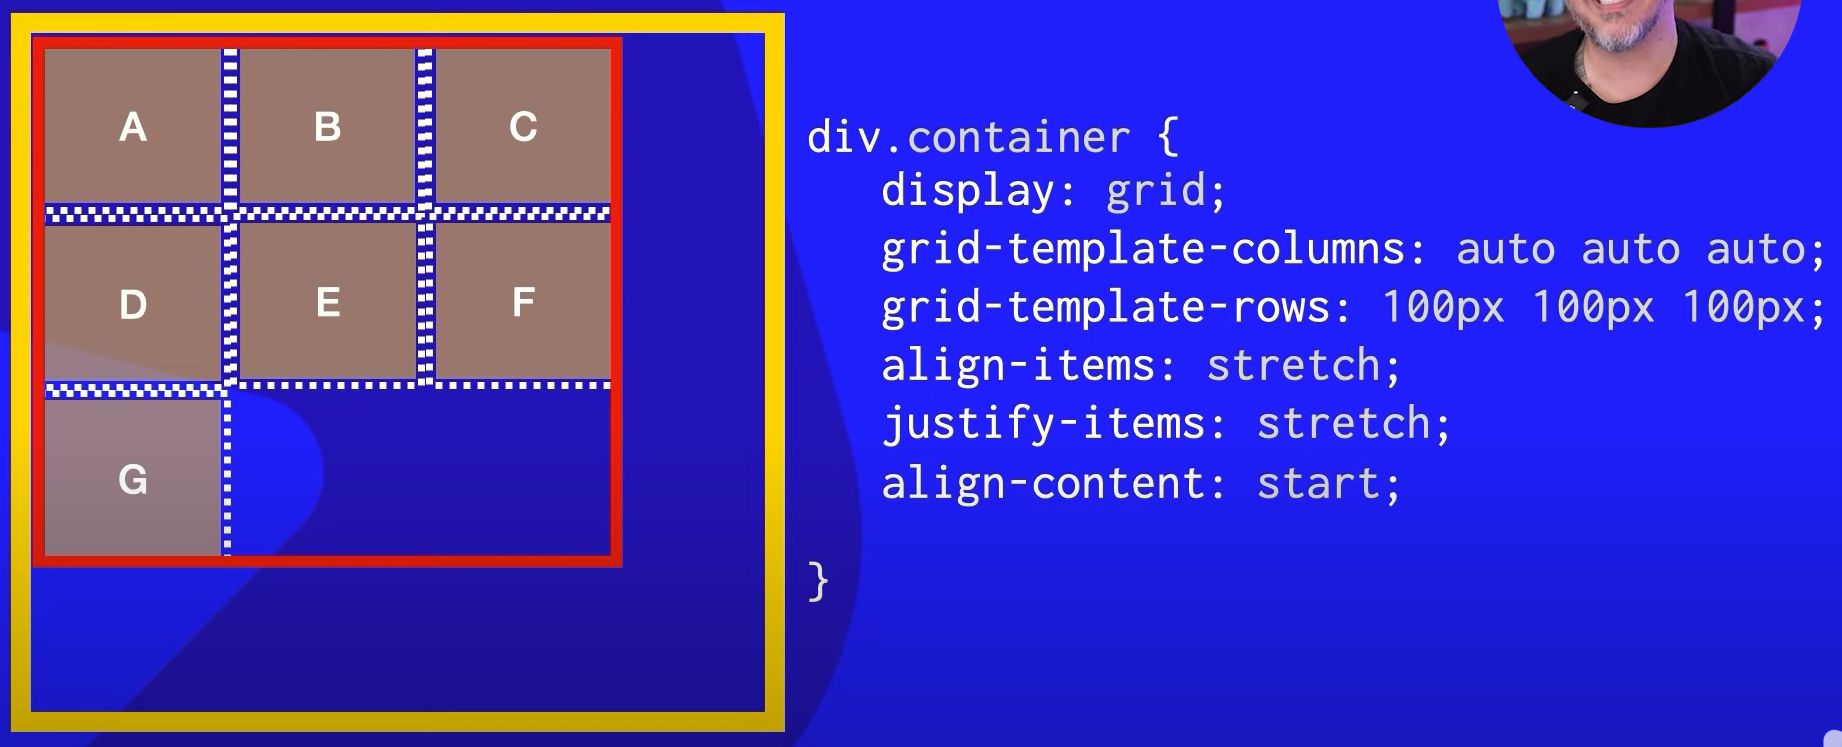 A B C
D E F
G
div.container {
display: grid;
grid-template-columns: auto auto auto;
grid-template-rows: 100px 100px 100px;
align-items: stretch;
justify-items: stretch;
align-content: start;
}